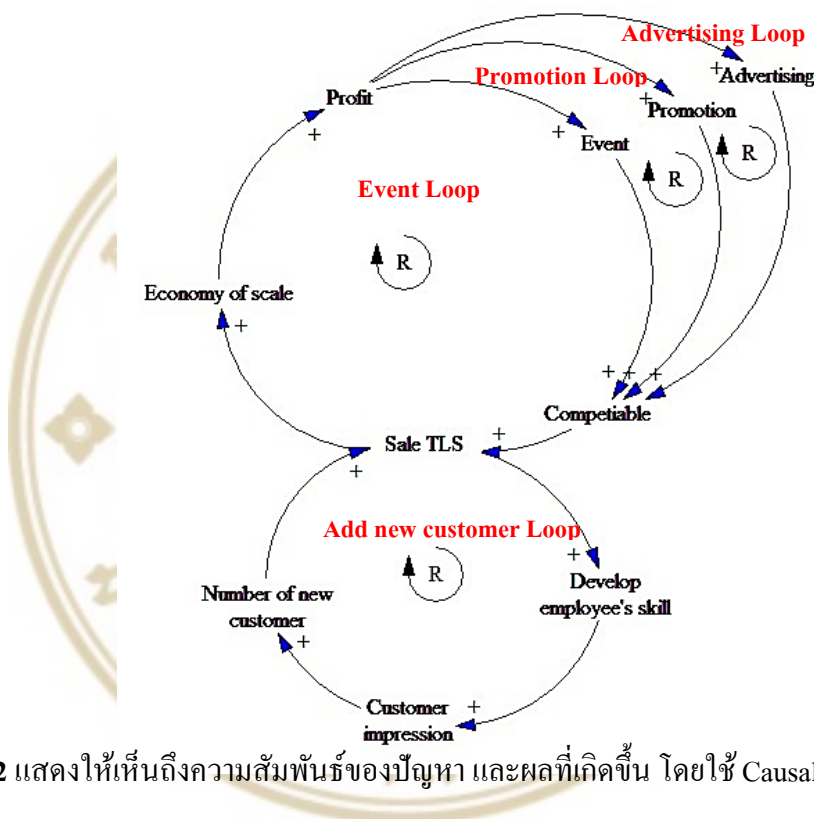 Advertising Loop
+Advertising
Promotion Loop
+
Promotion
Profit
+
+
Event
R
R
Event Loop
R
Economy of scale
+
+ + +
Competiable
+
Sale TLS
+
Add new customer Loop
+
R
Develop
employee's skill
Number of new
customer
+
Customer
impression
+
2 แสดงให้เห็นถึงความสัมพันธ์ของปัญหา และผลที่เกิดขึ้น โดยใช้ Causal